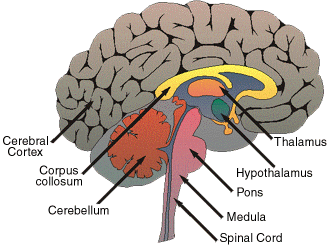 Cerebral
Cortex
Corpus
collosum
Cerebellum
Thalamus
Hypothalamus
Pons
Medula
Spinal Cord